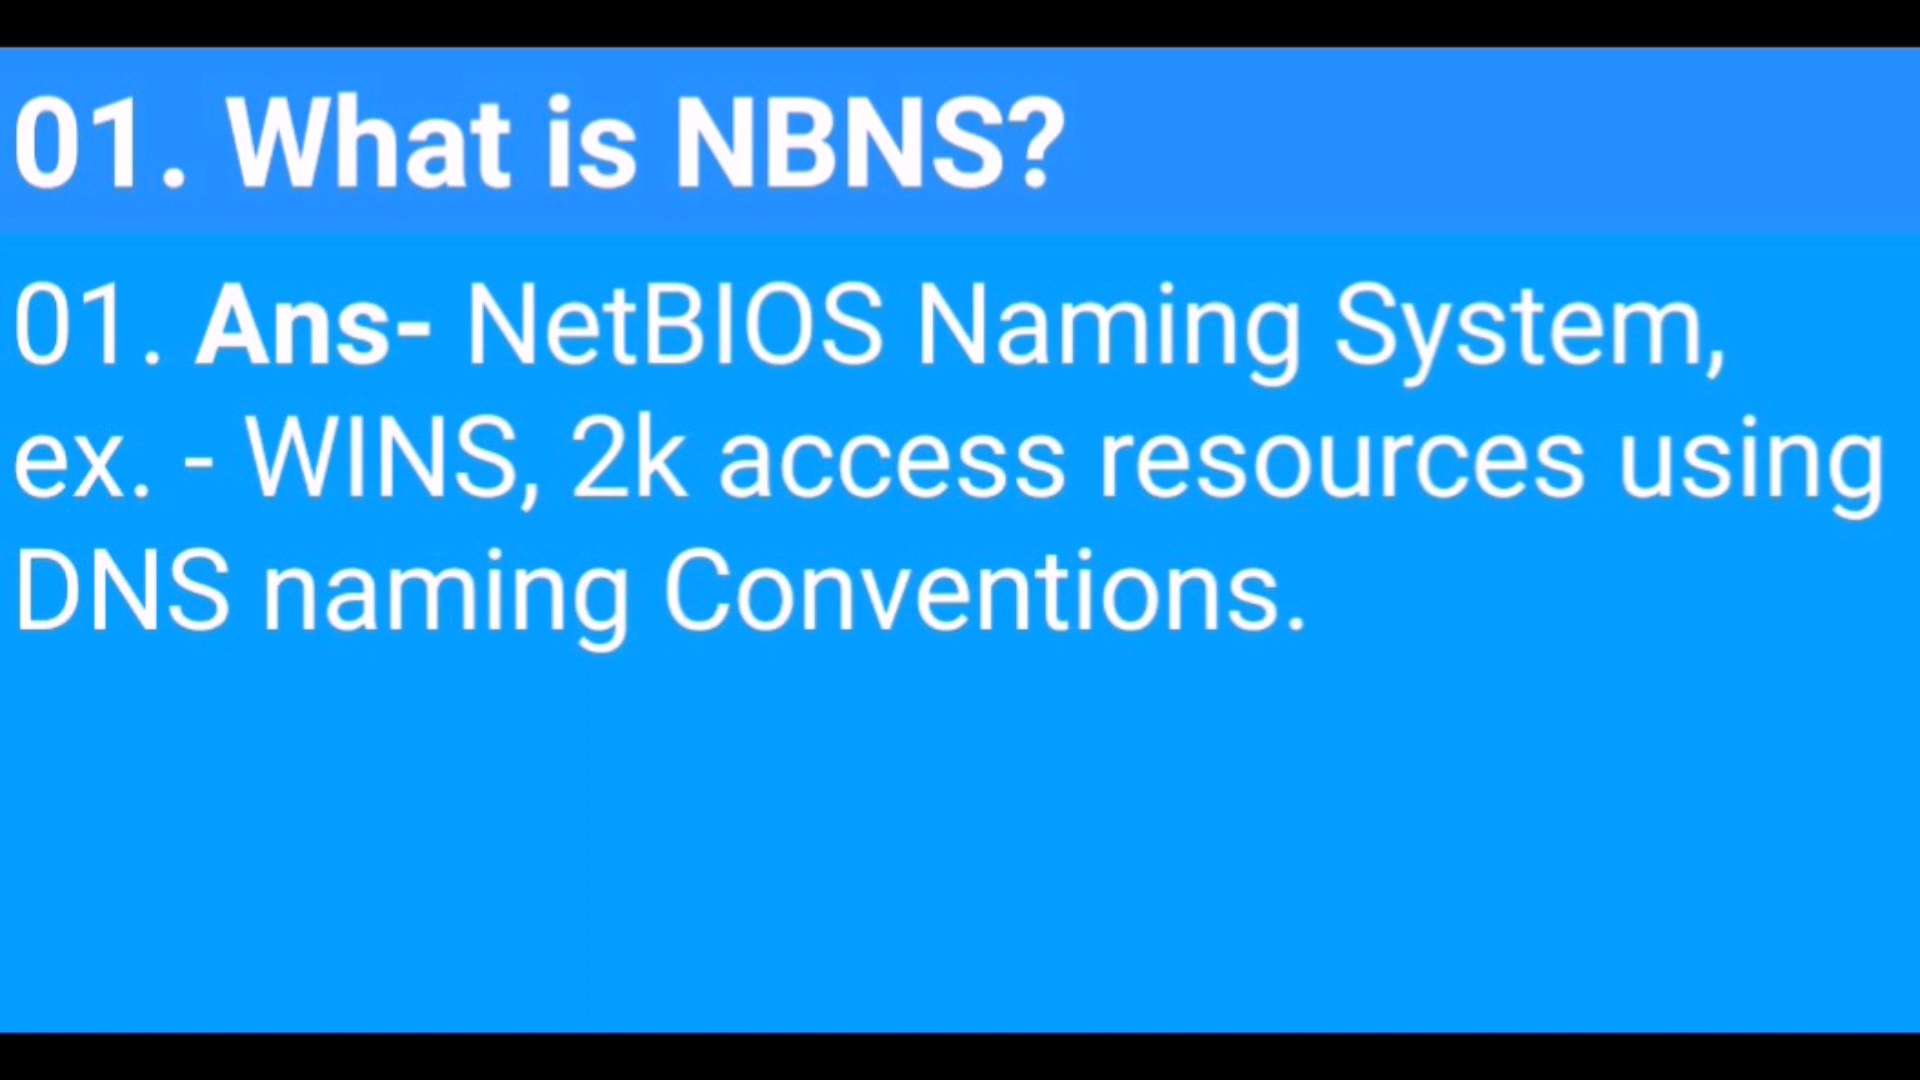 01. What is NBNS?
01. Ans- NetBIOS Naming System,
ex. - WINS, 2k access resources using
DNS naming Conventions.